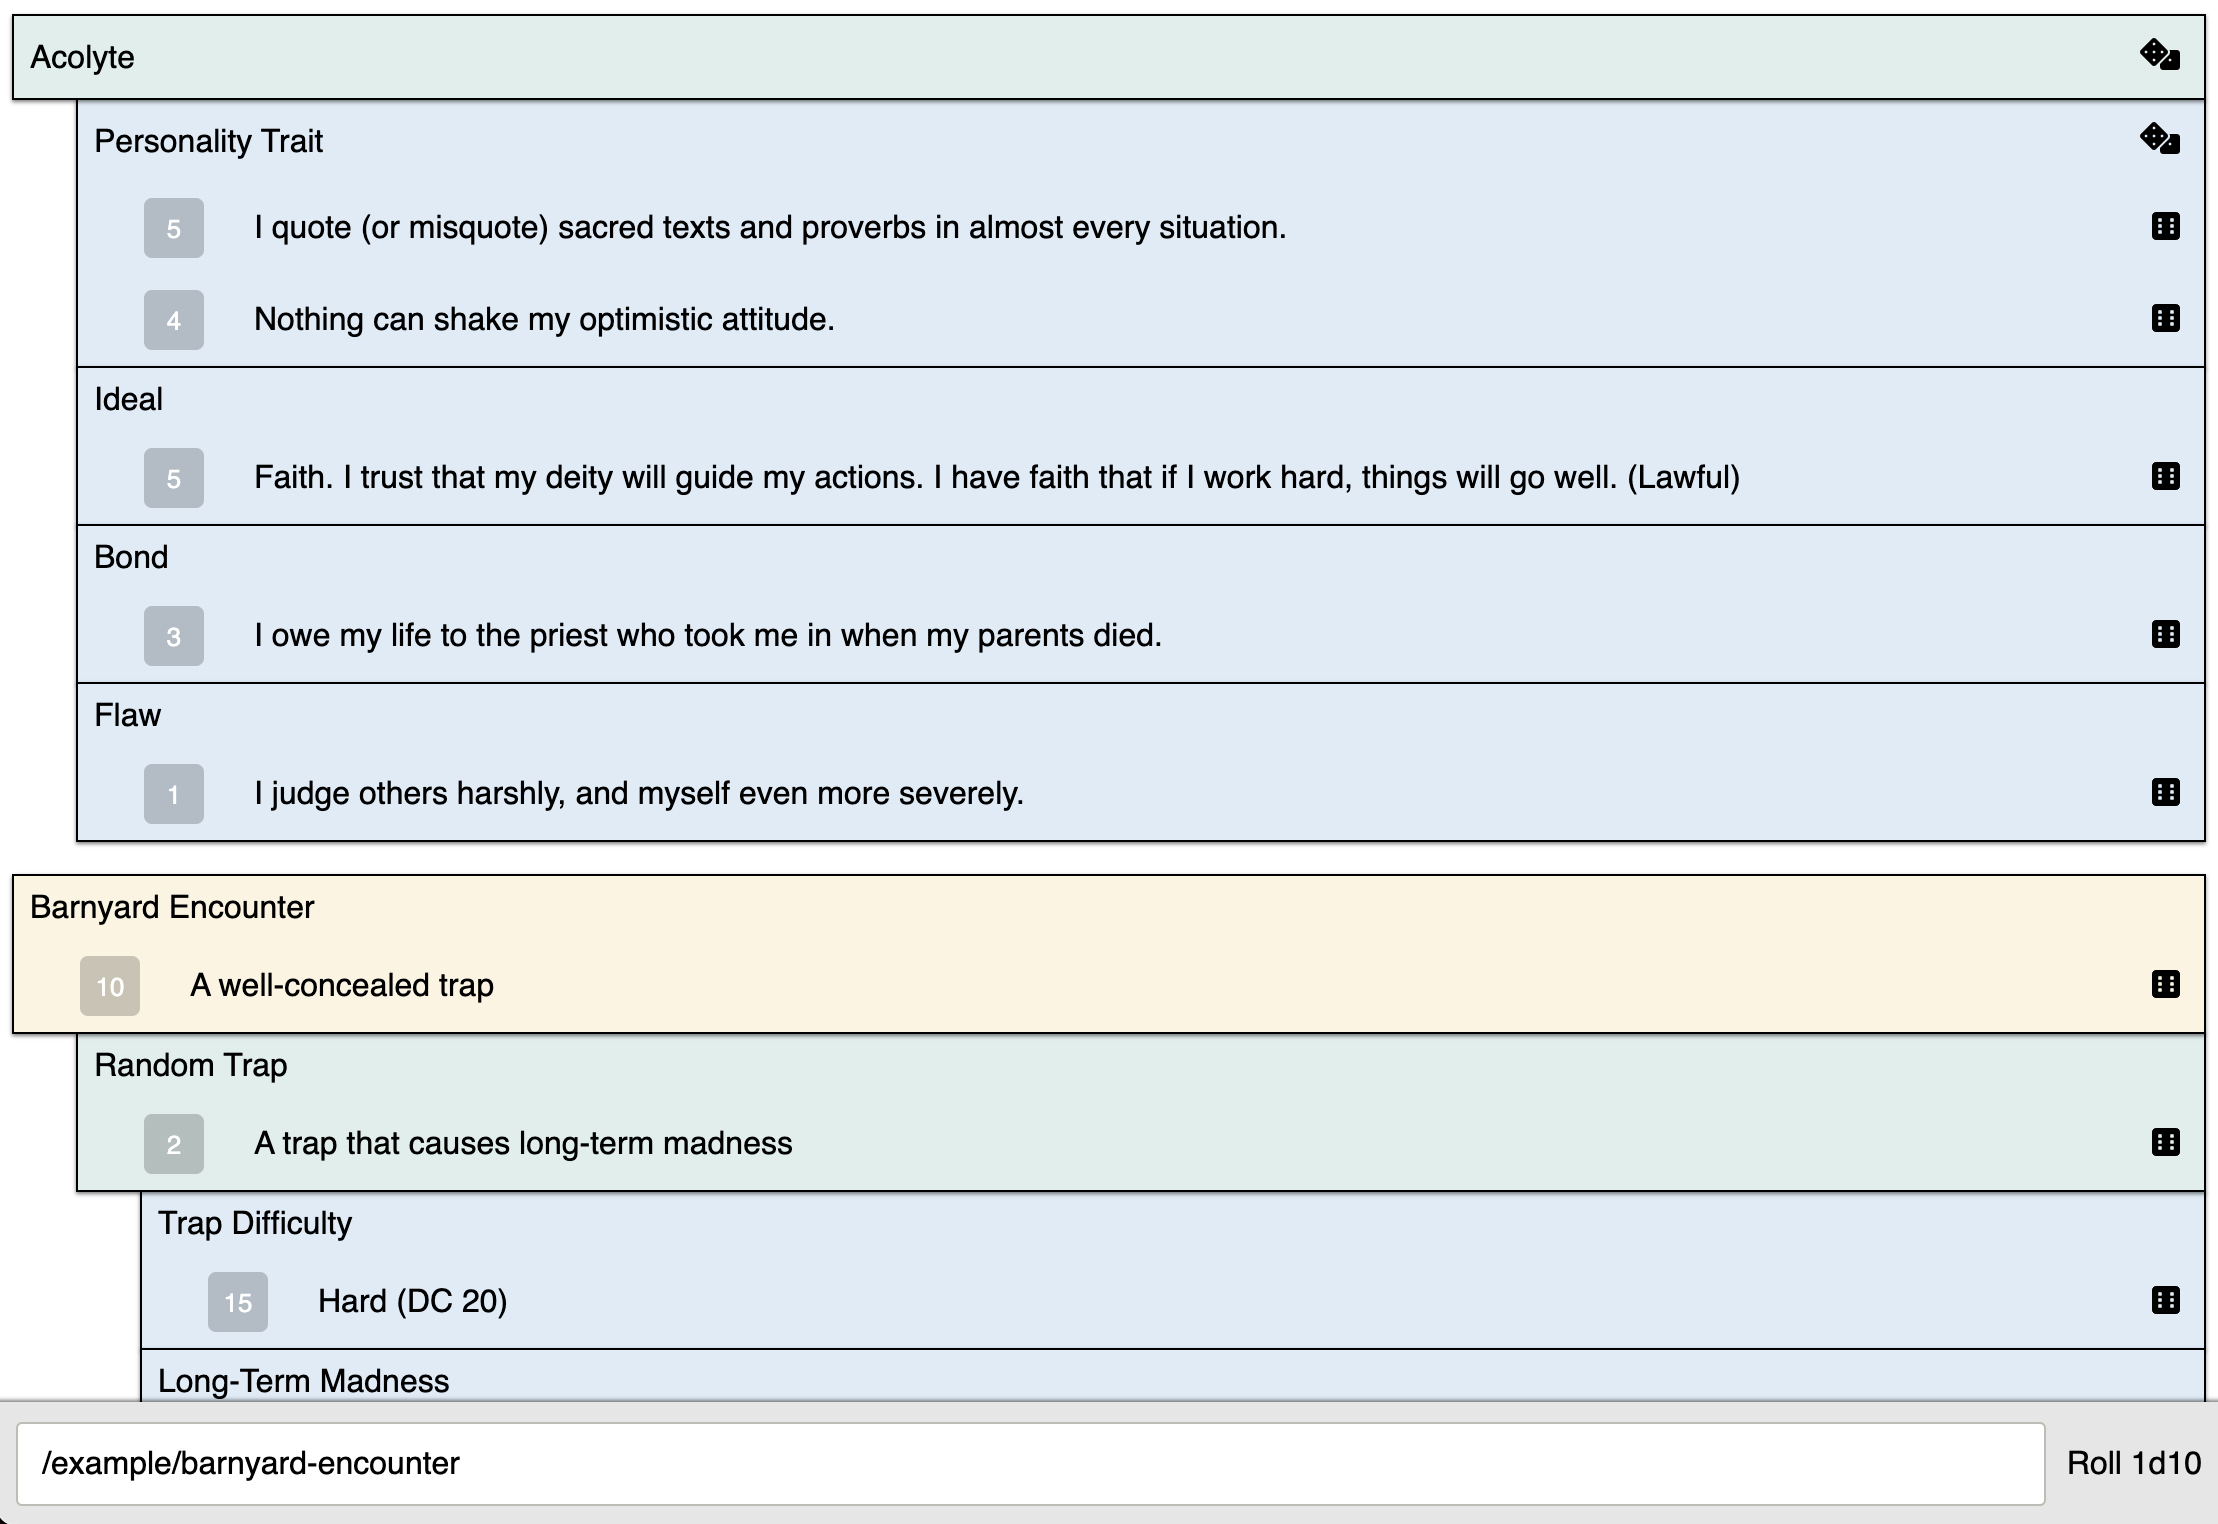 Acolyte
Personality Trait
5 I quote (or misquote) sacred texts and proverbs in almost every situation.
4 Nothing can shake my optimistic attitude.
Ideal
5 Faith. I trust that my deity will guide my actions. I have faith that if I work hard, things will go well. (Lawful)
Bond
3 I owe my life to the priest who took me in when my parents died.
Flaw
1 I judge others harshly, and myself even more severely.
Barnyard Encounter
10 A well-concealed trap
Random Trap
2 A trap that causes long-term madness
Trap Difficulty
15 Hard (DC 20)
Long-Term Madness
/example/barnyard-encounter Roll 1d10